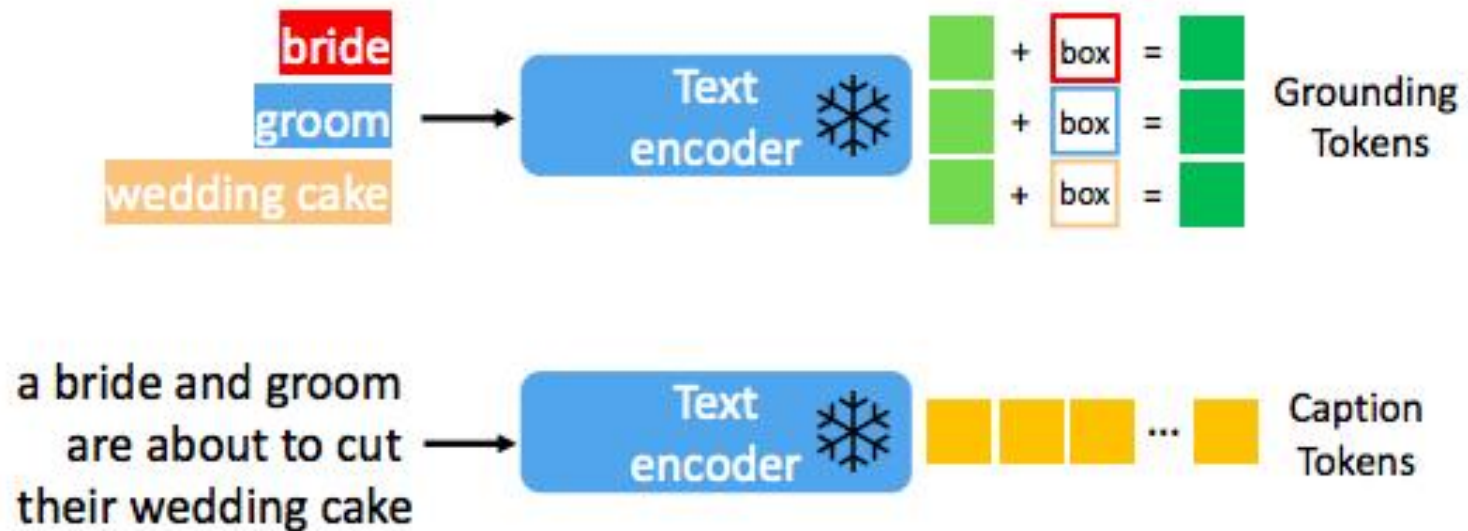 bride
groom
wedding cake
Text
encoder
+ box =
+ box =
+ box =
Grounding
Tokens
a bride and groom
are about to cut
their wedding cake
Text
encoder
...
Caption
Tokens